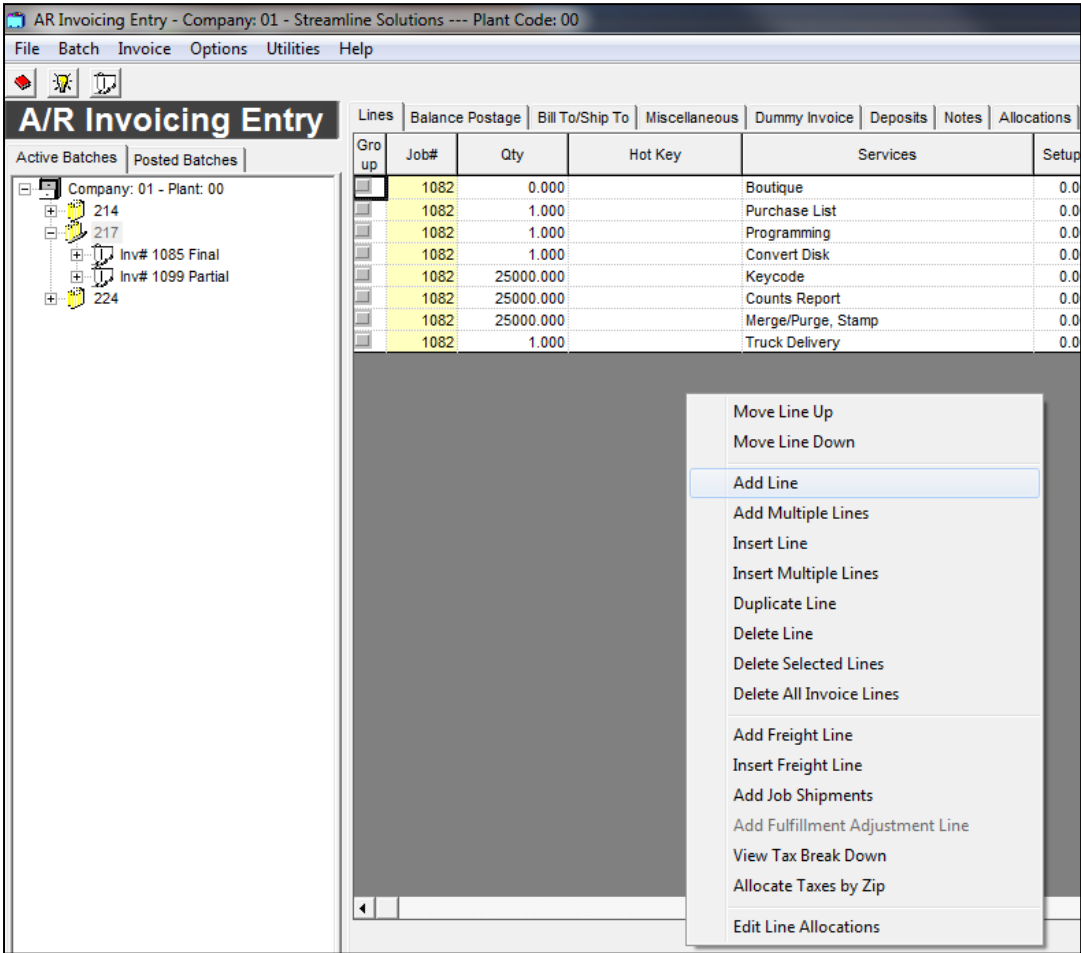 AR Invoicing Entry - Company: 01 - Streamline Solutions --- Plant Code: 00
File Batch Invoice Options Utilities Help
A/R Invoicing Entry
Active Batches Posted Batches
Company: 01 - Plant: 00
214
217
Inv# 1085 Final
Inv# 1099 Partial
224
Lines Balance Postage Bill To/Ship To Miscellaneous Dummy Invoice Deposits Notes Allocations
Gro up Job# Qty Hot Key Services Setup
1082 0.000 Boutique 0.0
1082 1.000 Purchase List 0.0
1082 1.000 Programming 0.0
1082 1.000 Convert Disk 0.0
1082 25000.000 Keycode 0.0
1082 25000.000 Counts Report 0.0
1082 25000.000 Merge/Purge, Stamp 0.0
1082 1.000 Truck Delivery 0.0
Move Line Up
Move Line Down
Add Line
Add Multiple Lines
Insert Line
Insert Multiple Lines
Duplicate Line
Delete Line
Delete Selected Lines
Delete All Invoice Lines
Add Freight Line
Insert Freight Line
Add Job Shipments
Add Fulfillment Adjustment Line
View Tax Break Down
Allocate Taxes by Zip
Edit Line Allocations